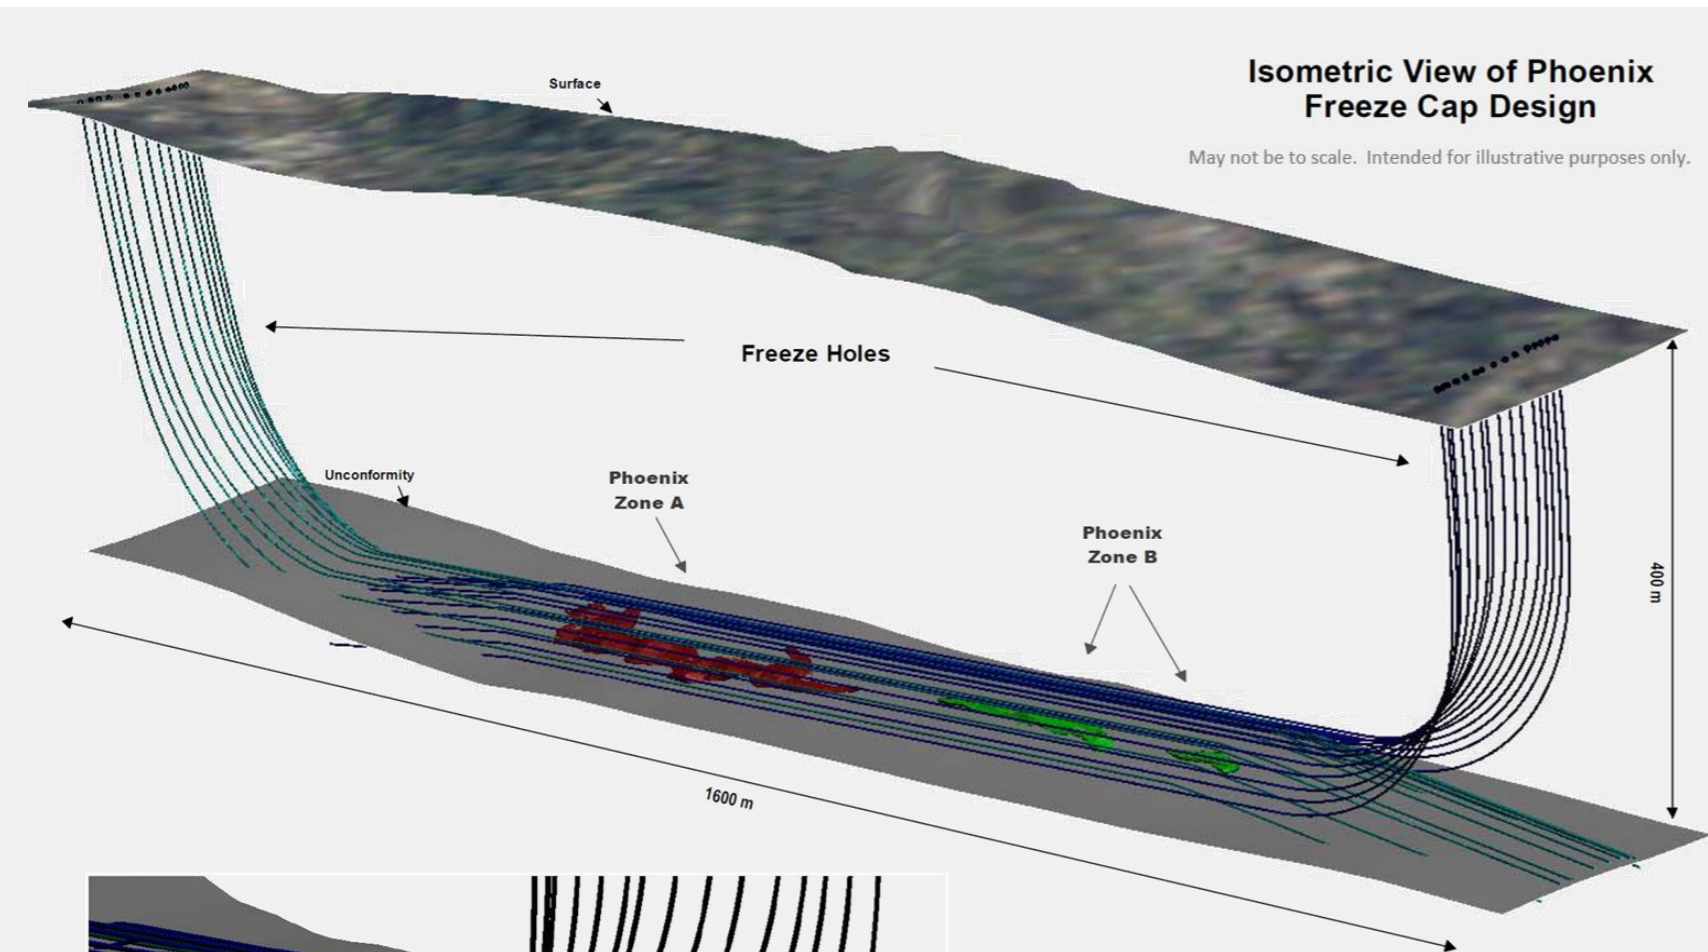 Isometric View of Phoenix
Freeze Cap Design
May not be to scale. Intended for illustrative purposes only.
Surface
Freeze Holes
Unconformity
Phoenix
Zone A
Phoenix
Zone B
400 m
1600 m